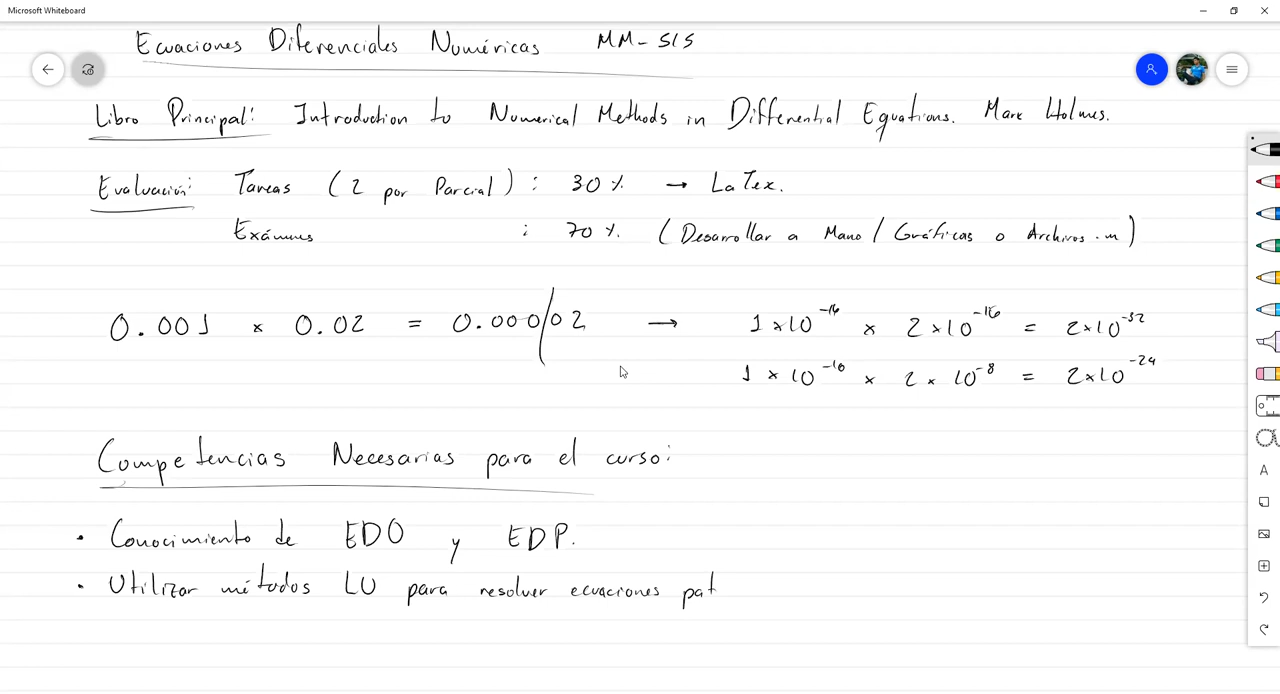 Microsoft Whiteboard
Ecuaciones Diferenciales Numéricas MM-515
Libro Principal: Introduction to Numerical Methods in Differential Equations. Mark Holmes.
Evaluación: Tareas (2 por Parcial) : 30 % → LaTex.
Exámenes : 70 %. (Desarrollar a Mano / Gráficas o Archivos .m)
0.001 × 0.02 = 0.000/02 → 1×10^-16 × 2×10^-16 = 2×10^-32
1 × 10^-16 × 2 × 10^-8 = 2×10^-24
Competencias Necesarias para el curso:
• Conocimiento de EDO y EDP.
• Utilizar métodos LU para resolver ecuaciones pat
A